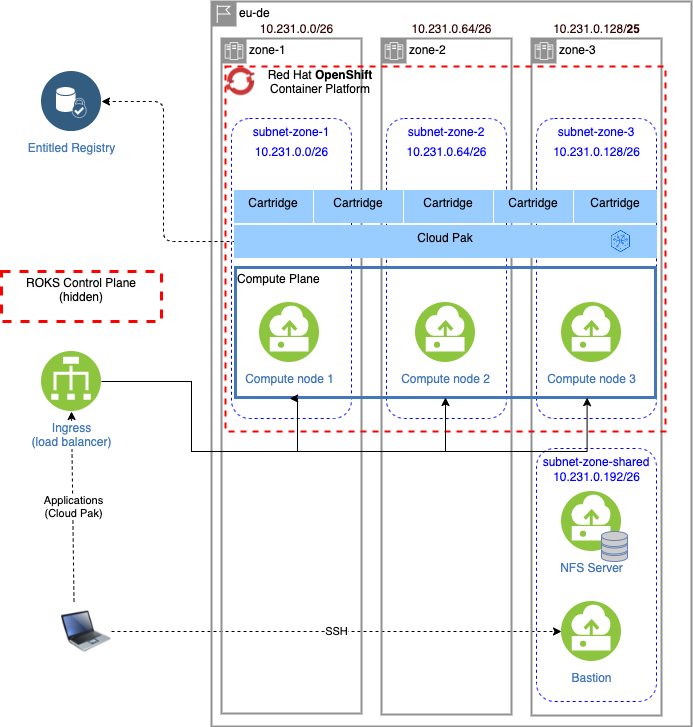 eu-de
10.231.0.0/26
10.231.0.64/26
10.231.0.128/25
zone-1
zone-2
zone-3
Red Hat OpenShift
Container Platform
Entitled Registry
subnet-zone-1
10.231.0.0/26
subnet-zone-2
10.231.0.64/26
subnet-zone-3
10.231.0.128/26
Cartridge
Cartridge
Cartridge
Cartridge
Cartridge
Cloud Pak
ROKS Control Plane
(hidden)
Compute Plane
Compute node 1
Compute node 2
Compute node 3
Ingress
(load balancer)
subnet-zone-shared
10.231.0.192/26
Applications
(Cloud Pak)
NFS Server
SSH
Bastion